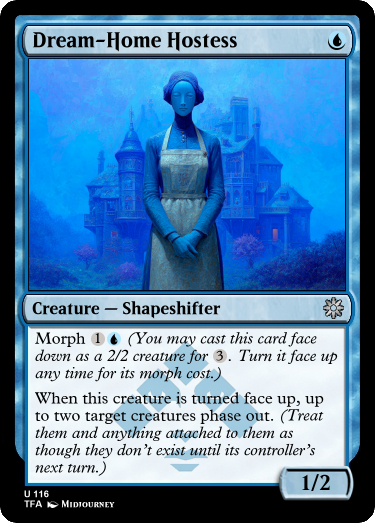 Dream-Home Hostess
Creature — Shapeshifter
Morph 1 (You may cast this card face
down as a 2/2 creature for 3. Turn it face up
any time for its morph cost.)
When this creature is turned face up, up
to two target creatures phase out. (Treat
them and anything attached to them as
though they don't exist until its controller's
next turn.)
1/2
U 116
TFA Midjourney